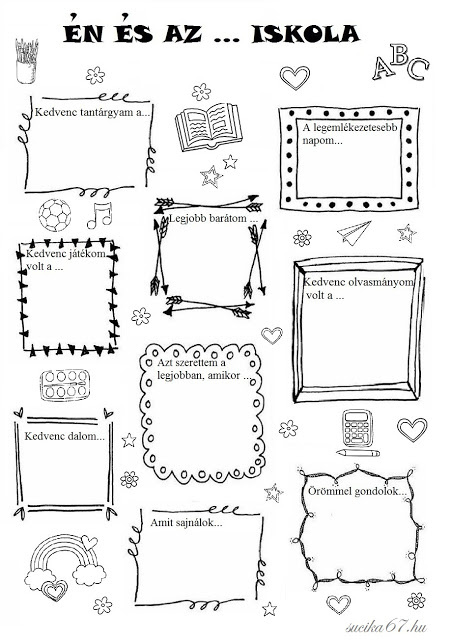 ÉN ÉS AZ ... ISKOLA
ABC
Kedvenc tantárgyam a...
A legemlékezetesebb
napom...
Legjobb barátom ...
Kedvenc játékom
volt a ...
Kedvenc olvasmányom
volt a ...
Azt szerettem a
legjobban, amikor ...
Kedvenc dalom...
Örömmel gondolok...
Amit sajnálok...
sucika67.hu